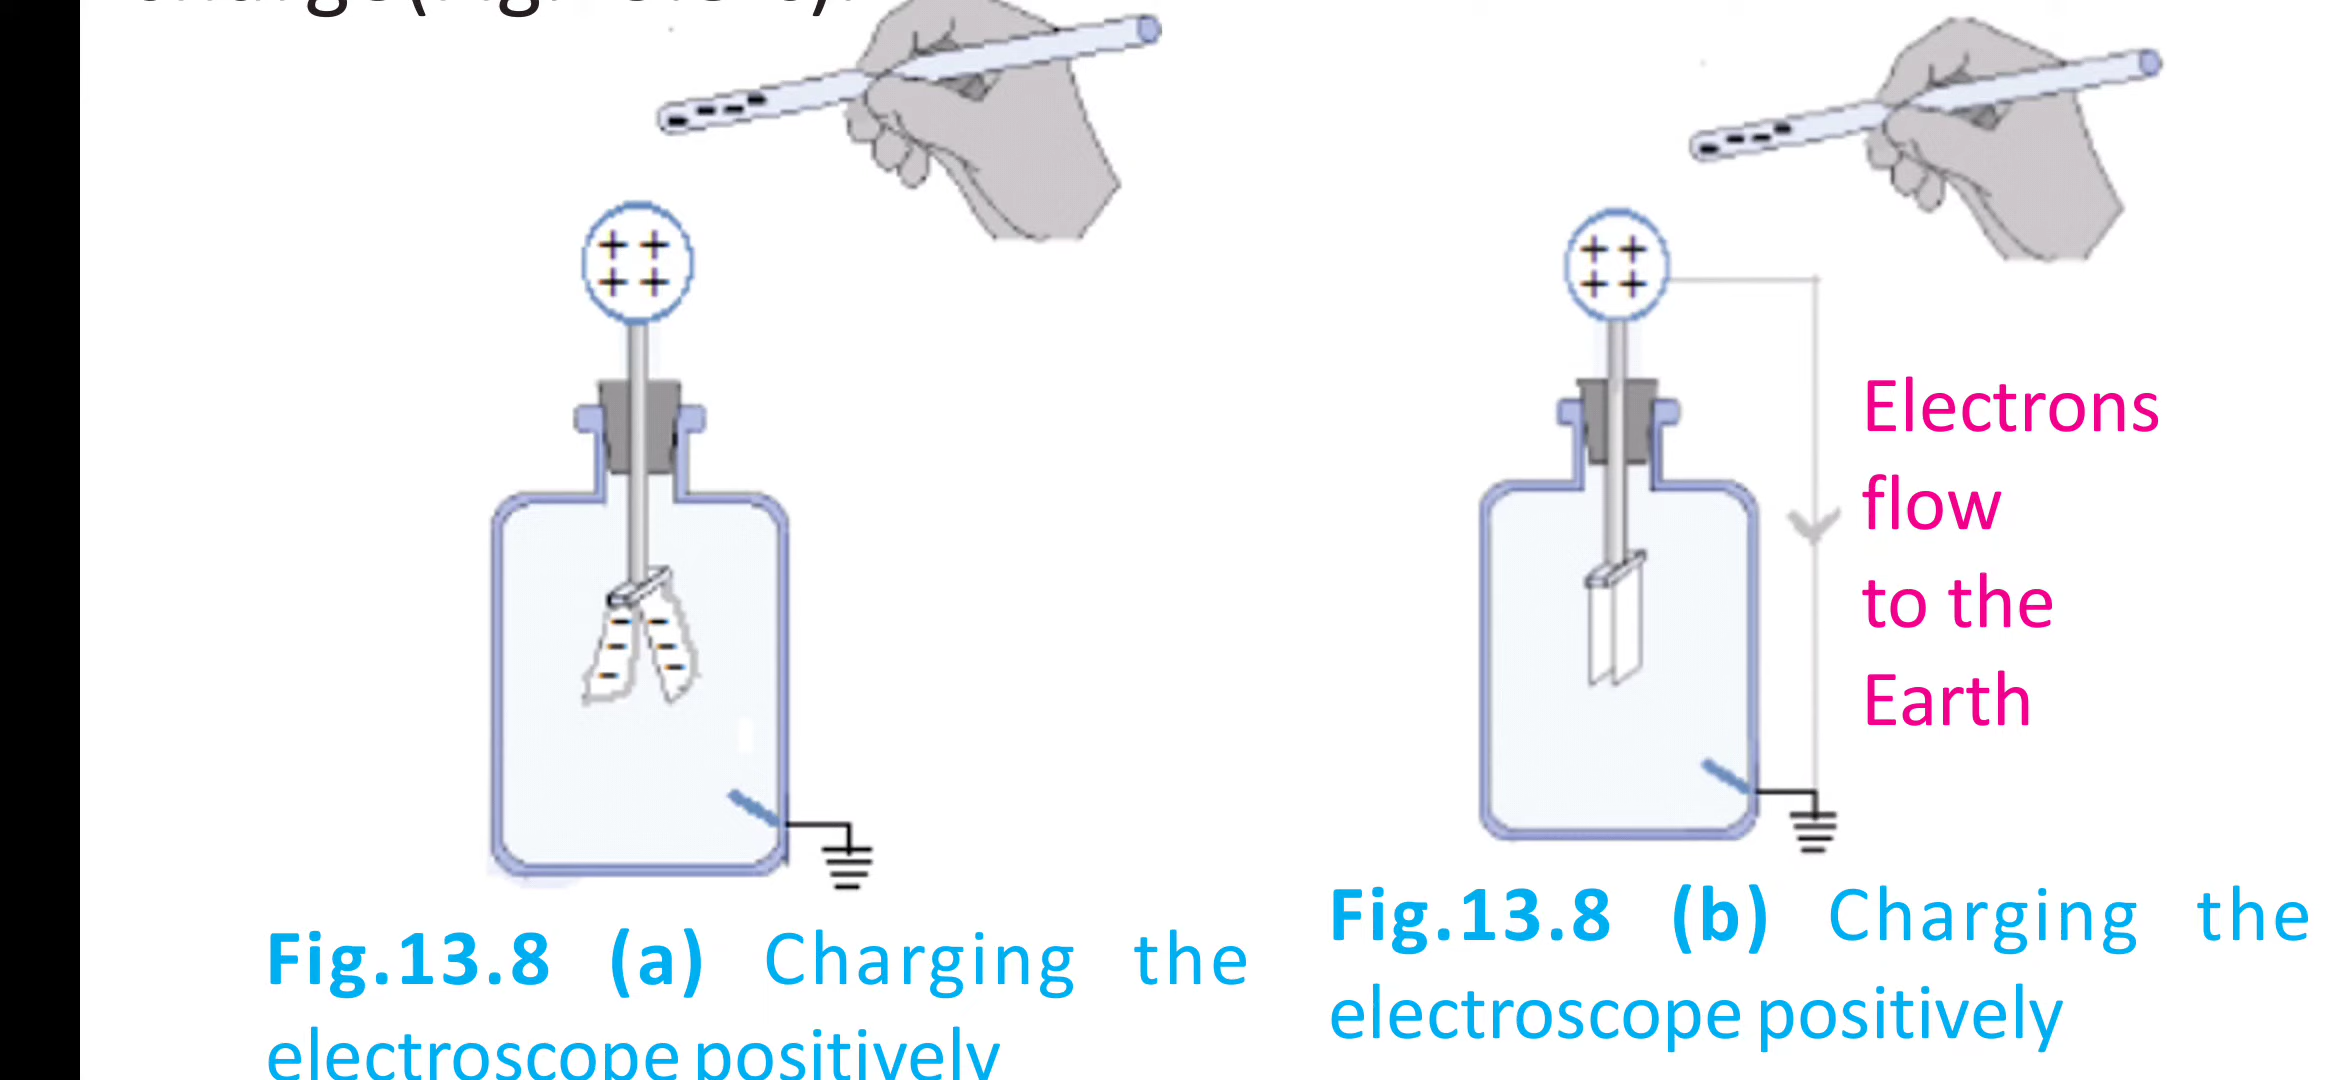 Electrons
flow
to the
Earth
Fig.13.8 (a) Charging the
electroscope positively
Fig.13.8 (b) Charging the
electroscope positively